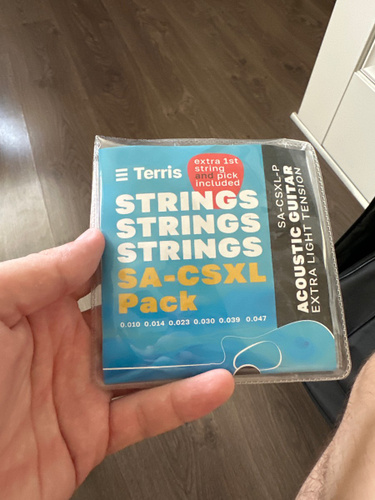 Terris
extra 1st
string
and pick
included
STRINGS
STRINGS
STRINGS
SA-CSXL
Pack
0.010 0.014 0.023 0.030 0.039 0.047
SA-CSXL-P
ACOUSTIC GUITAR
EXTRA LIGHT TENSION